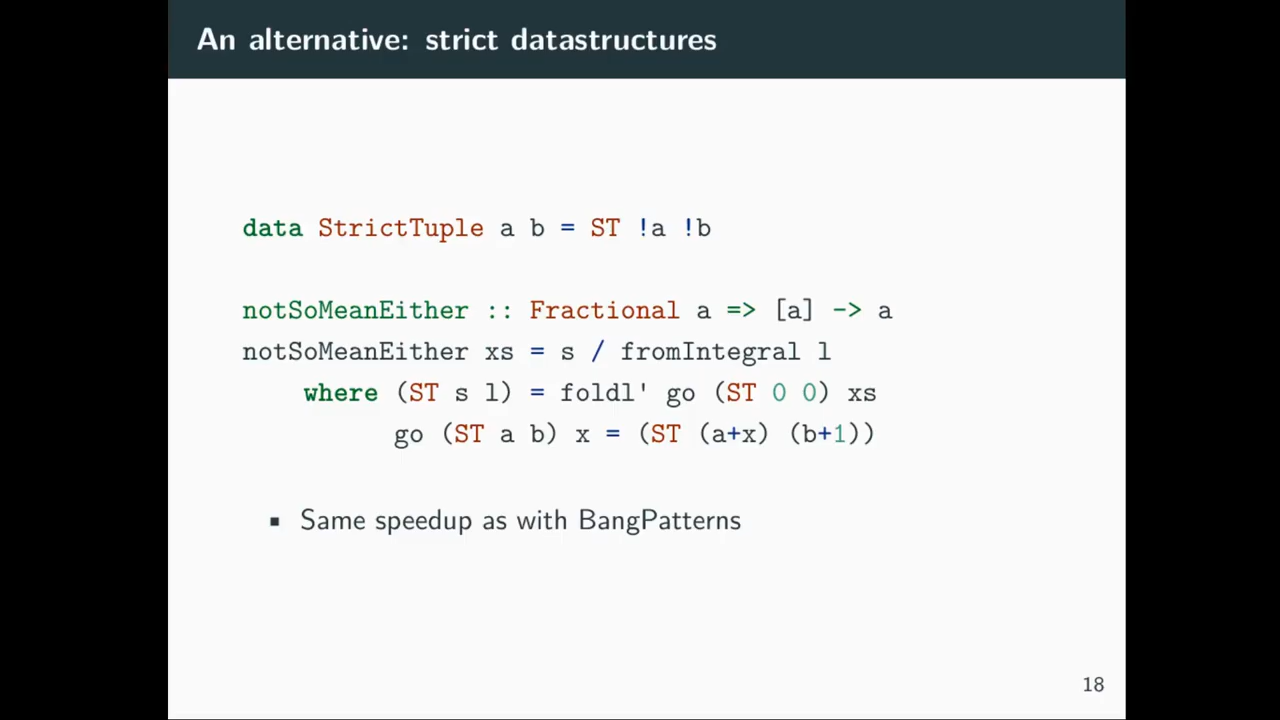 An alternative: strict datastructures
data StrictTuple a b = ST !a !b
notSoMeanEither :: Fractional a => [a] -> a
notSoMeanEither xs = s / fromIntegral l
where (ST s l) = foldl' go (ST 0 0) xs
go (ST a b) x = (ST (a+x) (b+1))
▪ Same speedup as with BangPatterns
18